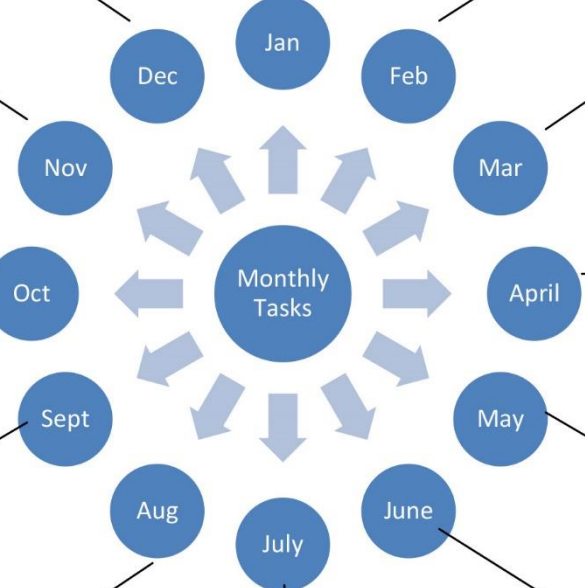 Jan
Feb
Mar
April
May
June
July
Aug
Sept
Oct
Nov
Dec
Monthly
Tasks